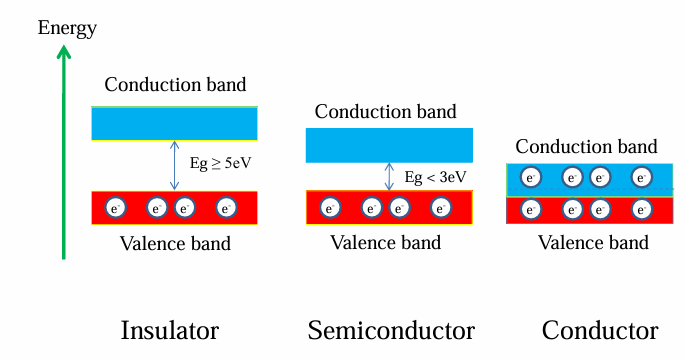 Energy
Conduction band
Eg ≥ 5eV
e⁻ e⁻ e⁻ e⁻
Valence band
Insulator
Conduction band
Eg < 3eV
e⁻ e⁻ e⁻ e⁻
Valence band
Semiconductor
Conduction band
e⁻ e⁻ e⁻ e⁻
e⁻ e⁻ e⁻ e⁻
Valence band
Conductor